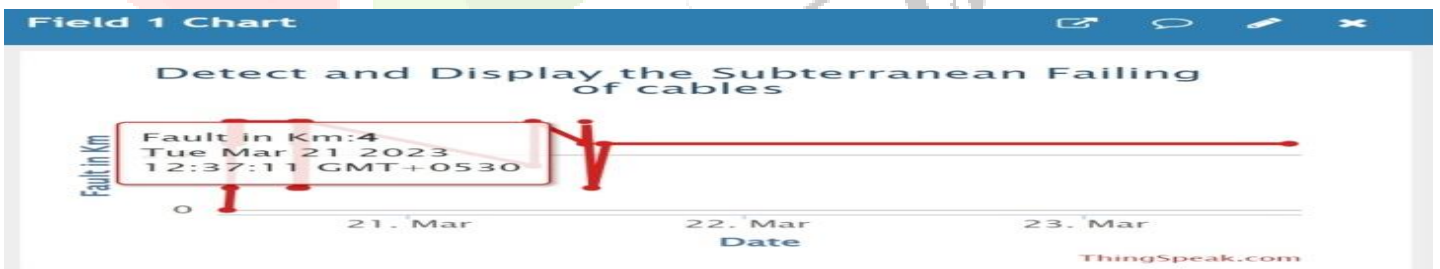 Field 1 Chart
Detect and Display the Subterranean Failing
of cables
Fault in Km
Fault in Km:4
Tue Mar 21 2023
12:37:11 GMT+0530
0
21. Mar
22. Mar
23. Mar
Date
ThingSpeak.com